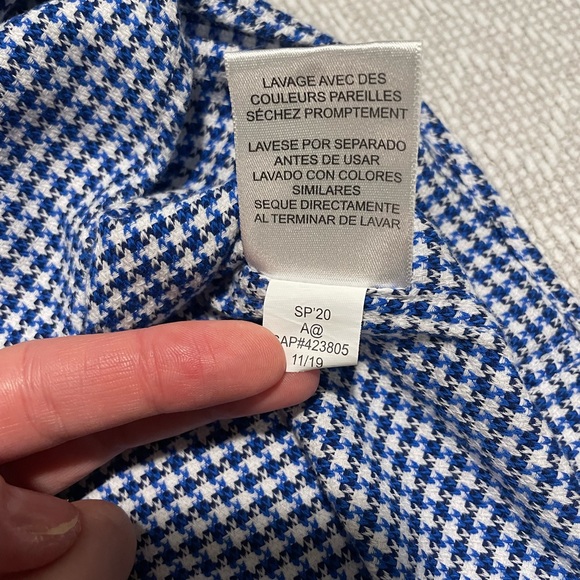 LAVAGE AVEC DES
COULEURS PAREILLES
SÉCHEZ PROMPTEMENT
LAVESE POR SEPARADO
ANTES DE USAR
LAVADO CON COLORES
SIMILARES
SEQUE DIRECTAMENTE
AL TERMINAR DE LAVAR
SP'20
A@
CAP#423805
11/19